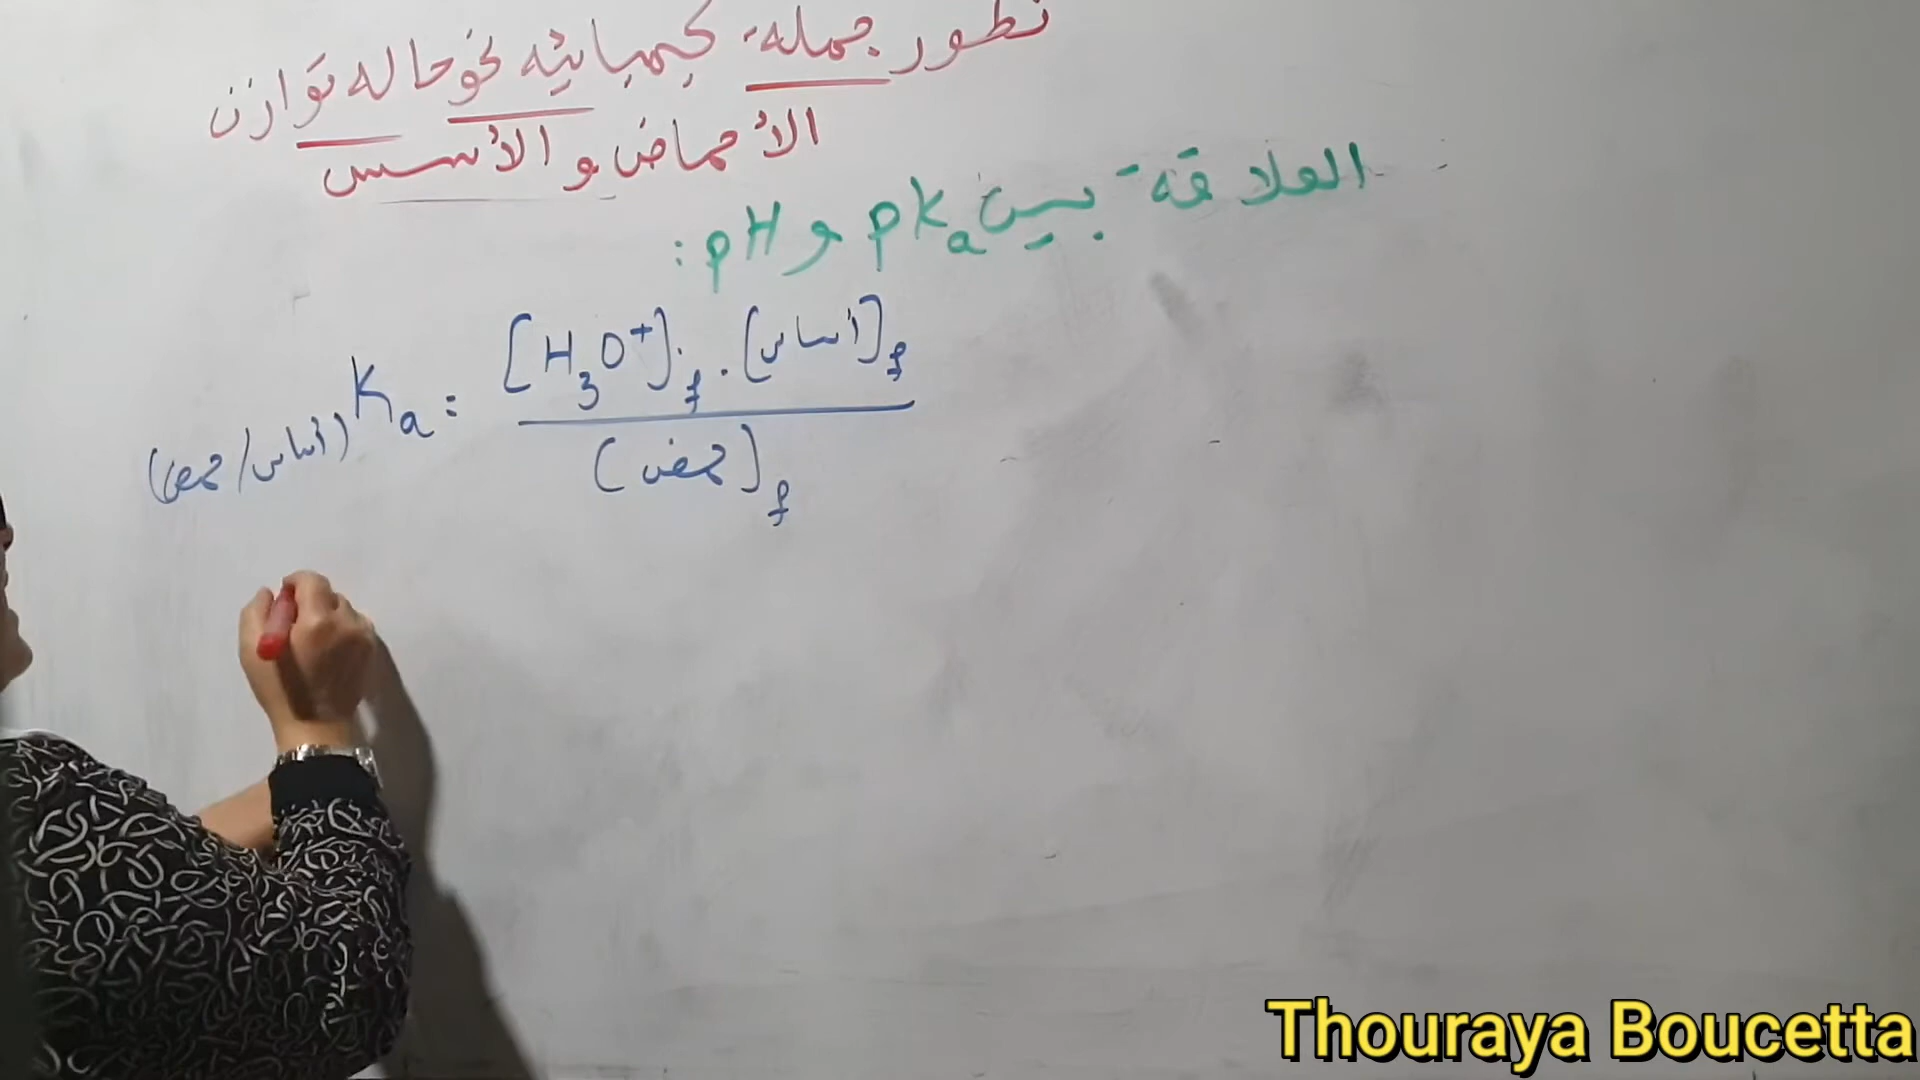 تطور جملة كيميائية نحو حالة توازن
الأحماض والأسس
العلاقة بين pKa و pH :
Ka = [H3O+]f . [أساس]f / [حمض]f
(أساس/حمض)
Thouraya Boucetta